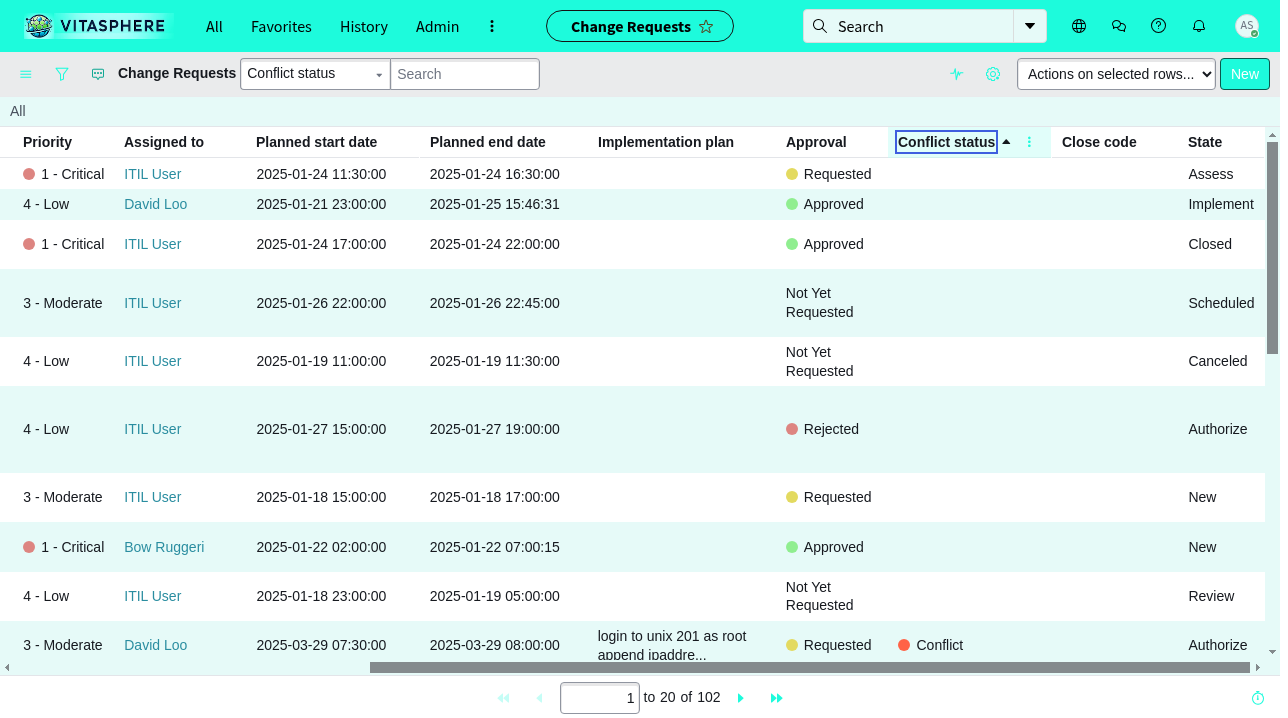 VITASPHERE All Favorites History Admin Change Requests Search AS
Change Requests Conflict status Search Actions on selected rows... New
All
Priority Assigned to Planned start date Planned end date Implementation plan Approval Conflict status Close code State
1 - Critical ITIL User 2025-01-24 11:30:00 2025-01-24 16:30:00 Requested Assess
4 - Low David Loo 2025-01-21 23:00:00 2025-01-25 15:46:31 Approved Implement
1 - Critical ITIL User 2025-01-24 17:00:00 2025-01-24 22:00:00 Approved Closed
3 - Moderate ITIL User 2025-01-26 22:00:00 2025-01-26 22:45:00 Not Yet Requested Scheduled
4 - Low ITIL User 2025-01-19 11:00:00 2025-01-19 11:30:00 Not Yet Requested Canceled
4 - Low ITIL User 2025-01-27 15:00:00 2025-01-27 19:00:00 Rejected Authorize
3 - Moderate ITIL User 2025-01-18 15:00:00 2025-01-18 17:00:00 Requested New
1 - Critical Bow Ruggeri 2025-01-22 02:00:00 2025-01-22 07:00:15 Approved New
4 - Low ITIL User 2025-01-18 23:00:00 2025-01-19 05:00:00 Not Yet Requested Review
3 - Moderate David Loo 2025-03-29 07:30:00 2025-03-29 08:00:00 login to unix 201 as root append ipaddre... Requested Conflict Authorize
1 to 20 of 102